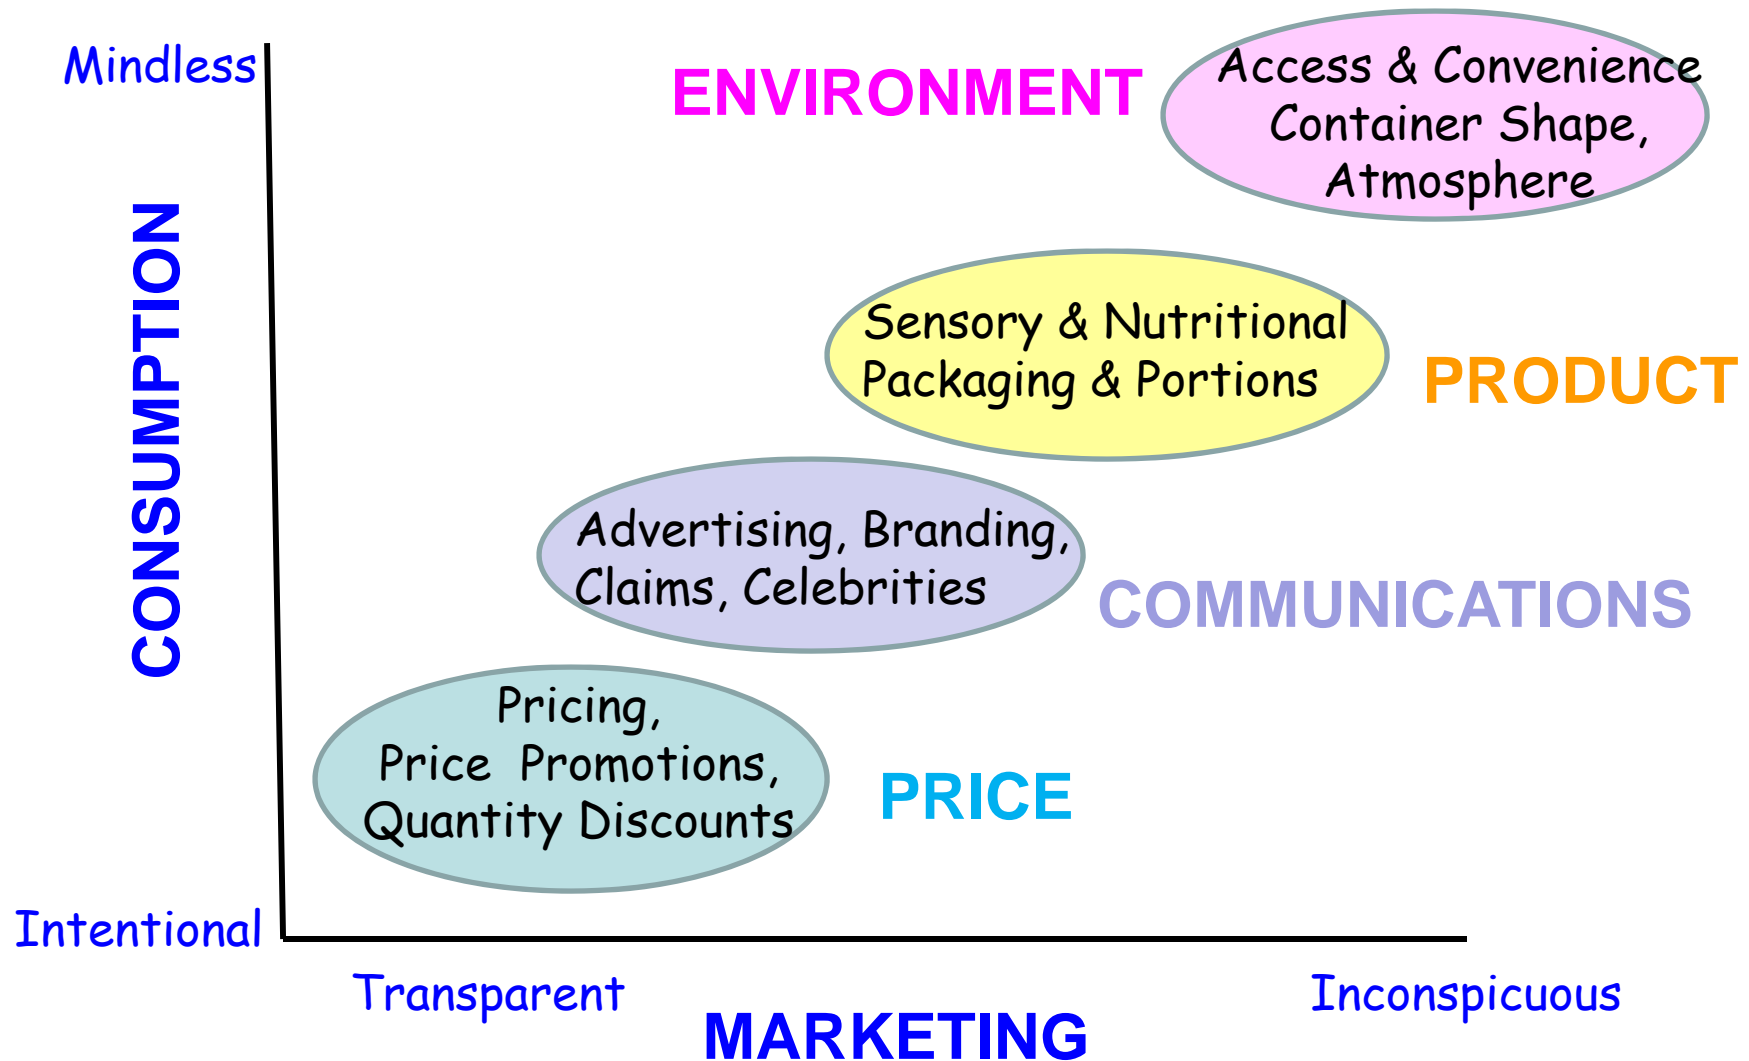 Mindless
ENVIRONMENT
Access & Convenience
Container Shape,
Atmosphere
CONSUMPTION
Sensory & Nutritional
Packaging & Portions
PRODUCT
Advertising, Branding,
Claims, Celebrities
COMMUNICATIONS
Pricing,
Price Promotions,
Quantity Discounts
PRICE
Intentional
Transparent
Inconspicuous
MARKETING